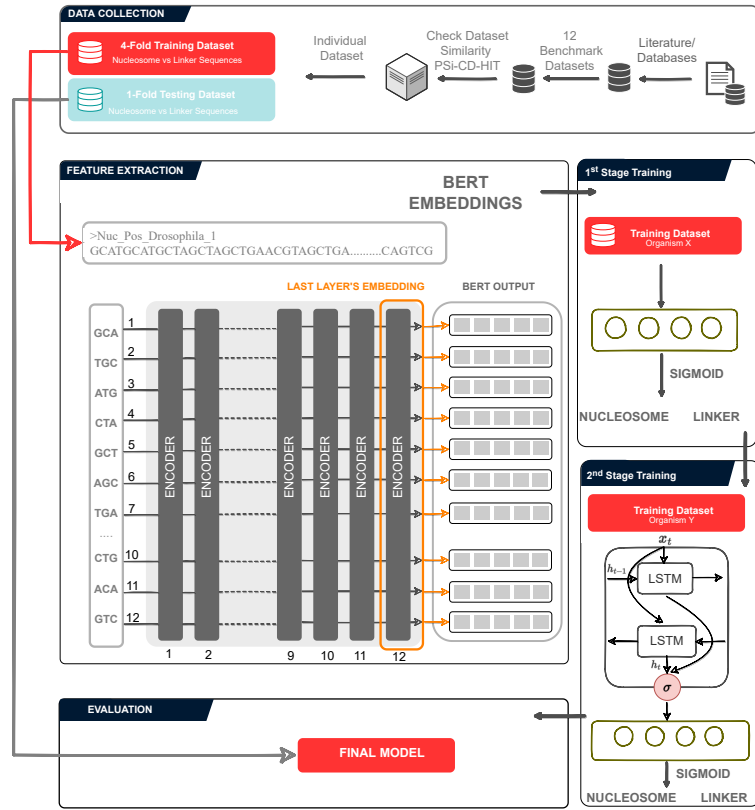 DATA COLLECTION
4-Fold Training Dataset
Nucleosome vs Linker Sequences
1-Fold Testing Dataset
Nucleosome vs Linker Sequences
Individual
Dataset
Check Dataset
Similarity
PSi-CD-HIT
12
Benchmark
Datasets
Literature/
Databases
FEATURE EXTRACTION
BERT
EMBEDDINGS
>Nuc_Pos_Drosophila_1
GCATGCATGCTAGCTAGCTGAACGTAGCTGA..........CAGTCG
LAST LAYER'S EMBEDDING
BERT OUTPUT
GCA 1
TGC 2
ATG 3
CTA 4
GCT 5
AGC 6
TGA 7
....
CTG 10
ACA 11
GTC 12
ENCODER
ENCODER
ENCODER
ENCODER
ENCODER
ENCODER
1 2 9 10 11 12
1st Stage Training
Training Dataset
Organism X
SIGMOID
NUCLEOSOME LINKER
2nd Stage Training
Training Dataset
Organism Y
x_t
h_{t-1}
LSTM
LSTM
h_t
σ
SIGMOID
NUCLEOSOME LINKER
EVALUATION
FINAL MODEL